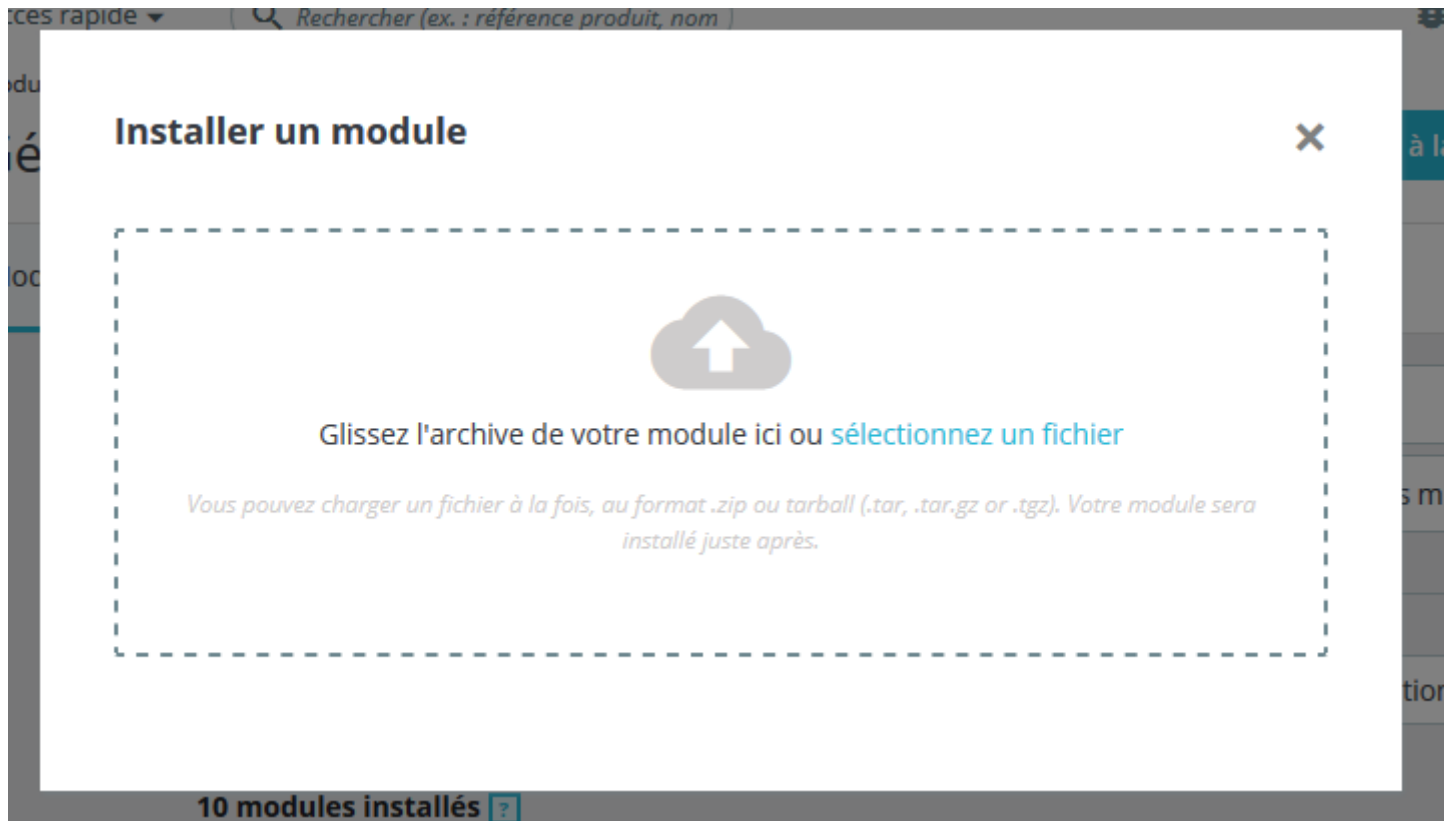 rapide
Rechercher (ex. : référence produit, nom
Installer un module
à la
Glissez l'archive de votre module ici ou sélectionnez un fichier
Vous pouvez charger un fichier à la fois, au format .zip ou tarball (.tar, .tar.gz or .tgz). Votre module sera
installé juste après.
10 modules installés ?